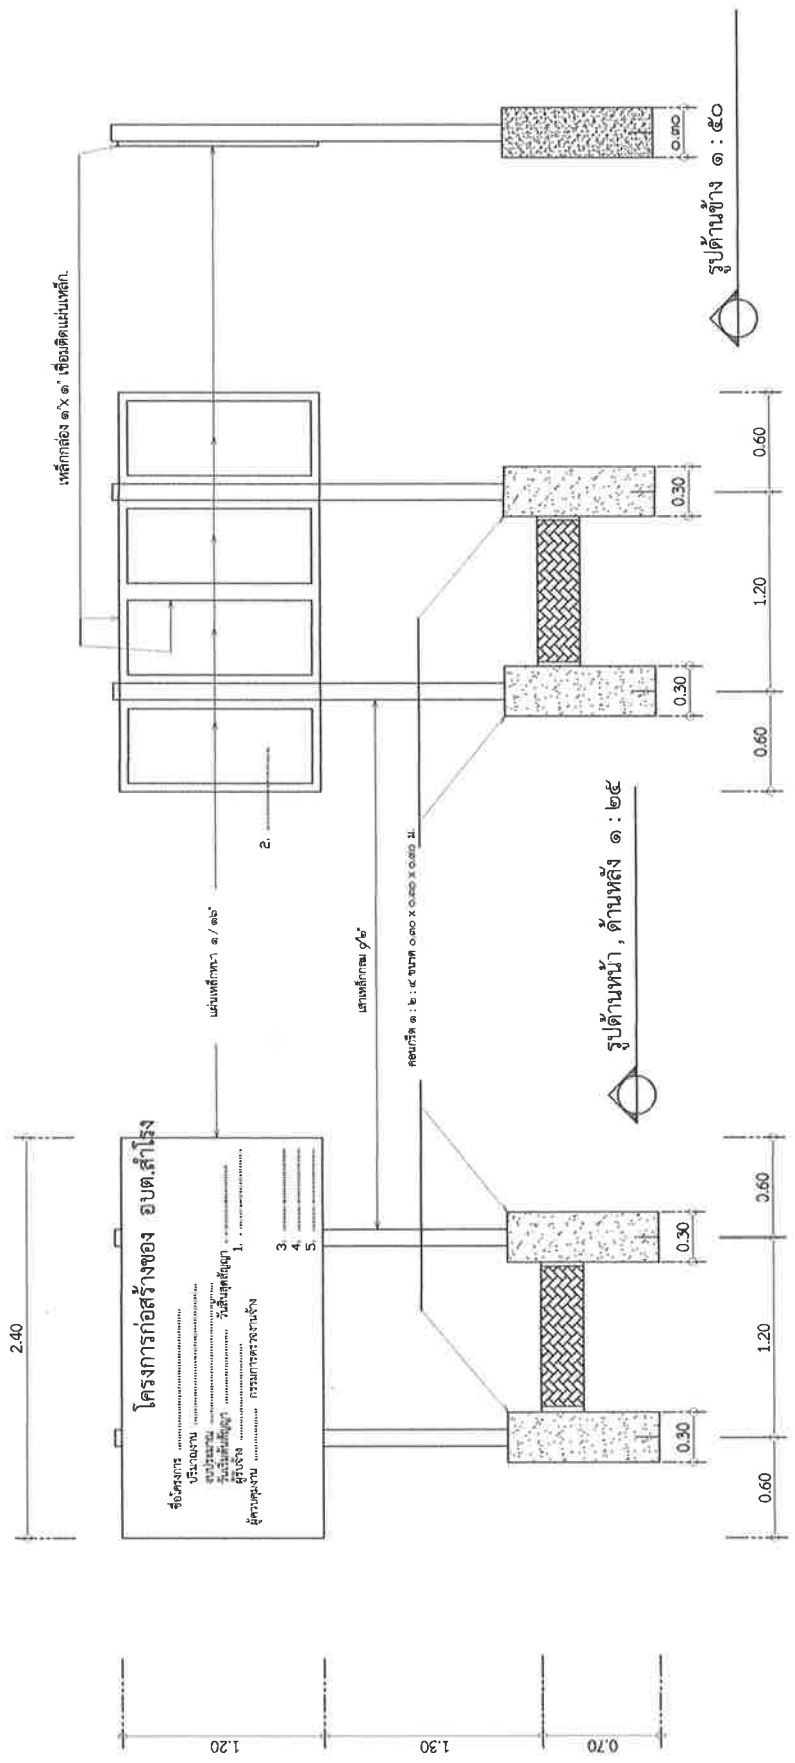 2.40
โครงการก่อสร้างของ อบต.สำโรง
ชื่อโครงการ
ปริมาณงาน
งบประมาณ
วันเริ่มต้นสัญญา วันสิ้นสุดสัญญา
ผู้รับจ้าง
ผู้ควบคุมงาน กรรมการตรวจงานจ้าง
1.
2.
3.
4.
5.
1.20
1.30
0.70
0.60
0.30
1.20
0.30
0.60
เหล็กกล่อง ๑"x ๑" เชื่อมติดแผ่นเหล็ก.
แผ่นเหล็กหนา ๑ / ๑๖"
เสาเหล็กกลม
คอนกรีต ๑ : ๒ : ๔ ขนาด ๐.๓๐ x ๐.๓๐ x ๐.๓๐ ม.
0.60
0.30
1.20
0.30
0.60
รูปด้านหน้า , ด้านหลัง ๑ : ๒๕
๐.๓๐
รูปด้านข้าง ๑ : ๕๐